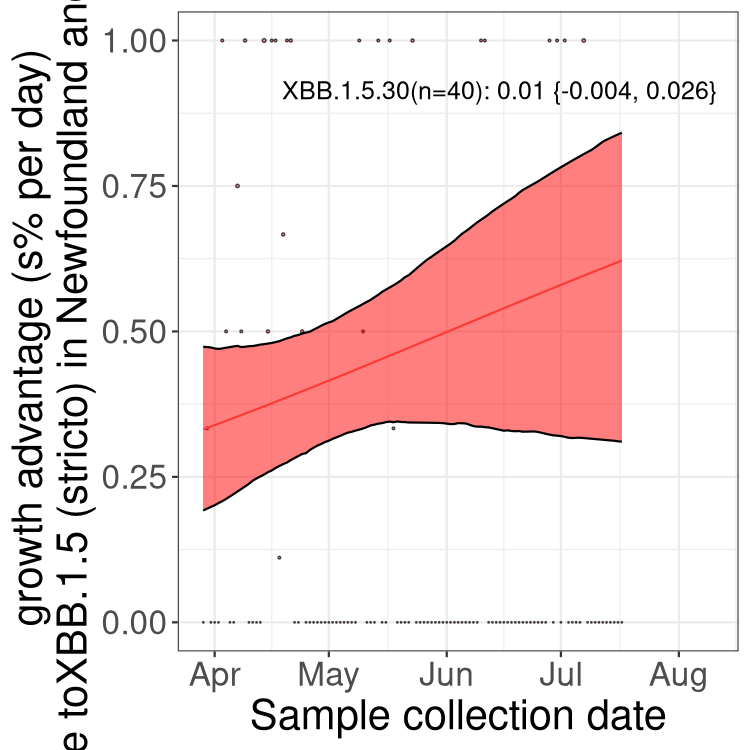 growth advantage (s% per day)
e toXBB.1.5 (stricto) in Newfoundland and
1.00
0.75
0.50
0.25
0.00
XBB.1.5.30(n=40): 0.01 {-0.004, 0.026}
Apr May Jun Jul Aug
Sample collection date